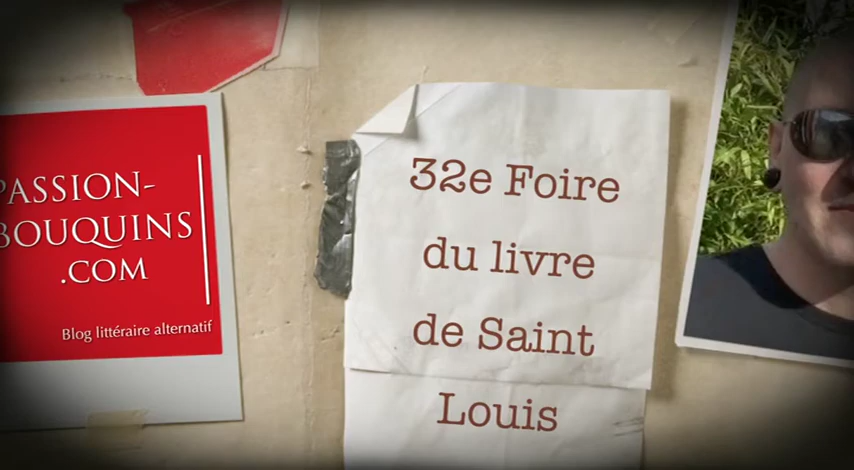 PASSION-
BOUQUINS
.COM
Blog littéraire alternatif
32e Foire
du livre
de Saint
Louis